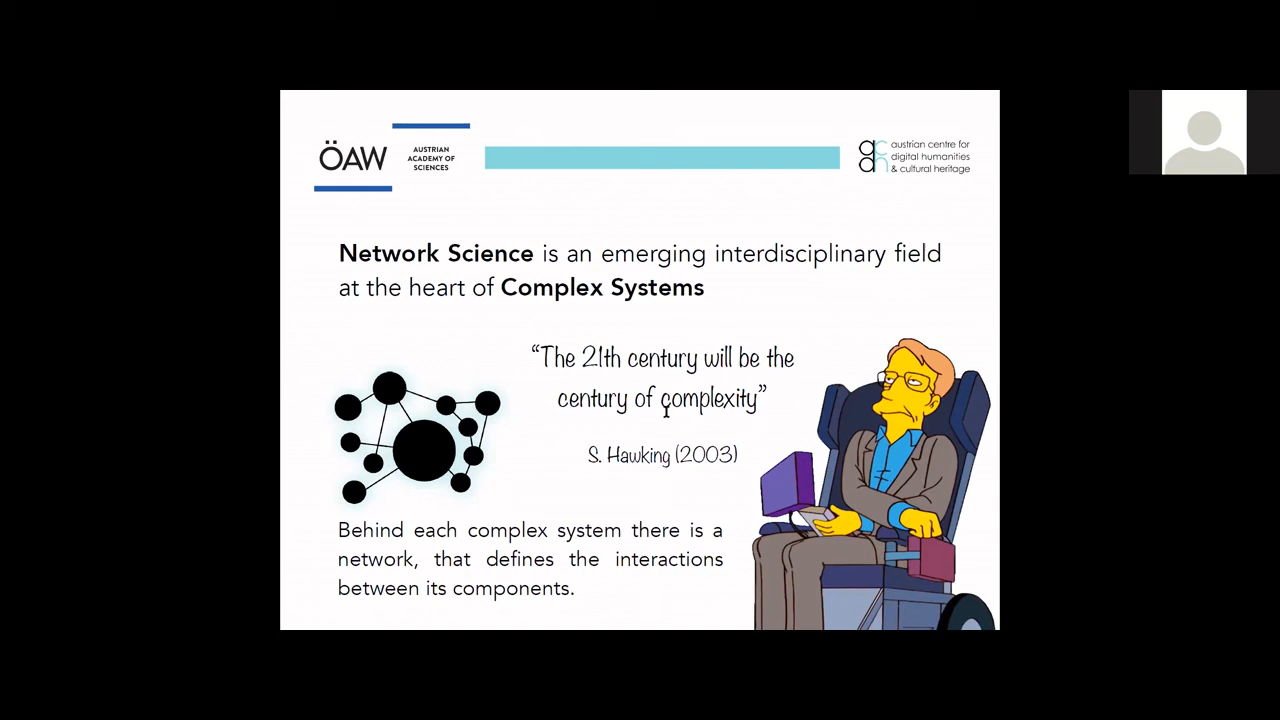 ÖAW
AUSTRIAN
ACADEMY OF
SCIENCES
acdh
austrian centre for
digital humanities
& cultural heritage
Network Science is an emerging interdisciplinary field
at the heart of Complex Systems
“The 21th century will be the
century of complexity”
S. Hawking (2003)
Behind each complex system there is a
network, that defines the interactions
between its components.